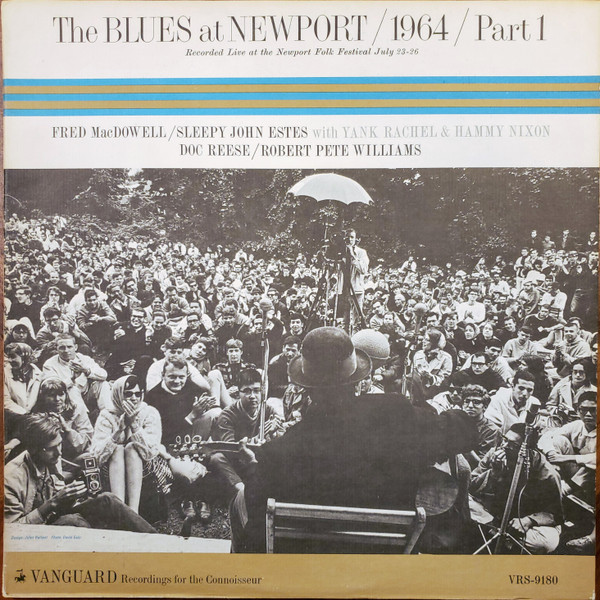 The BLUES at NEWPORT / 1964 / Part 1
Recorded Live at the Newport Folk Festival July 23-26
FRED MacDOWELL/SLEEPY JOHN ESTES with YANK RACHEL & HAMMY NIXON
DOC REESE/ROBERT PETE WILLIAMS
VANGUARD Recordings for the Connoisseur
VRS-9180